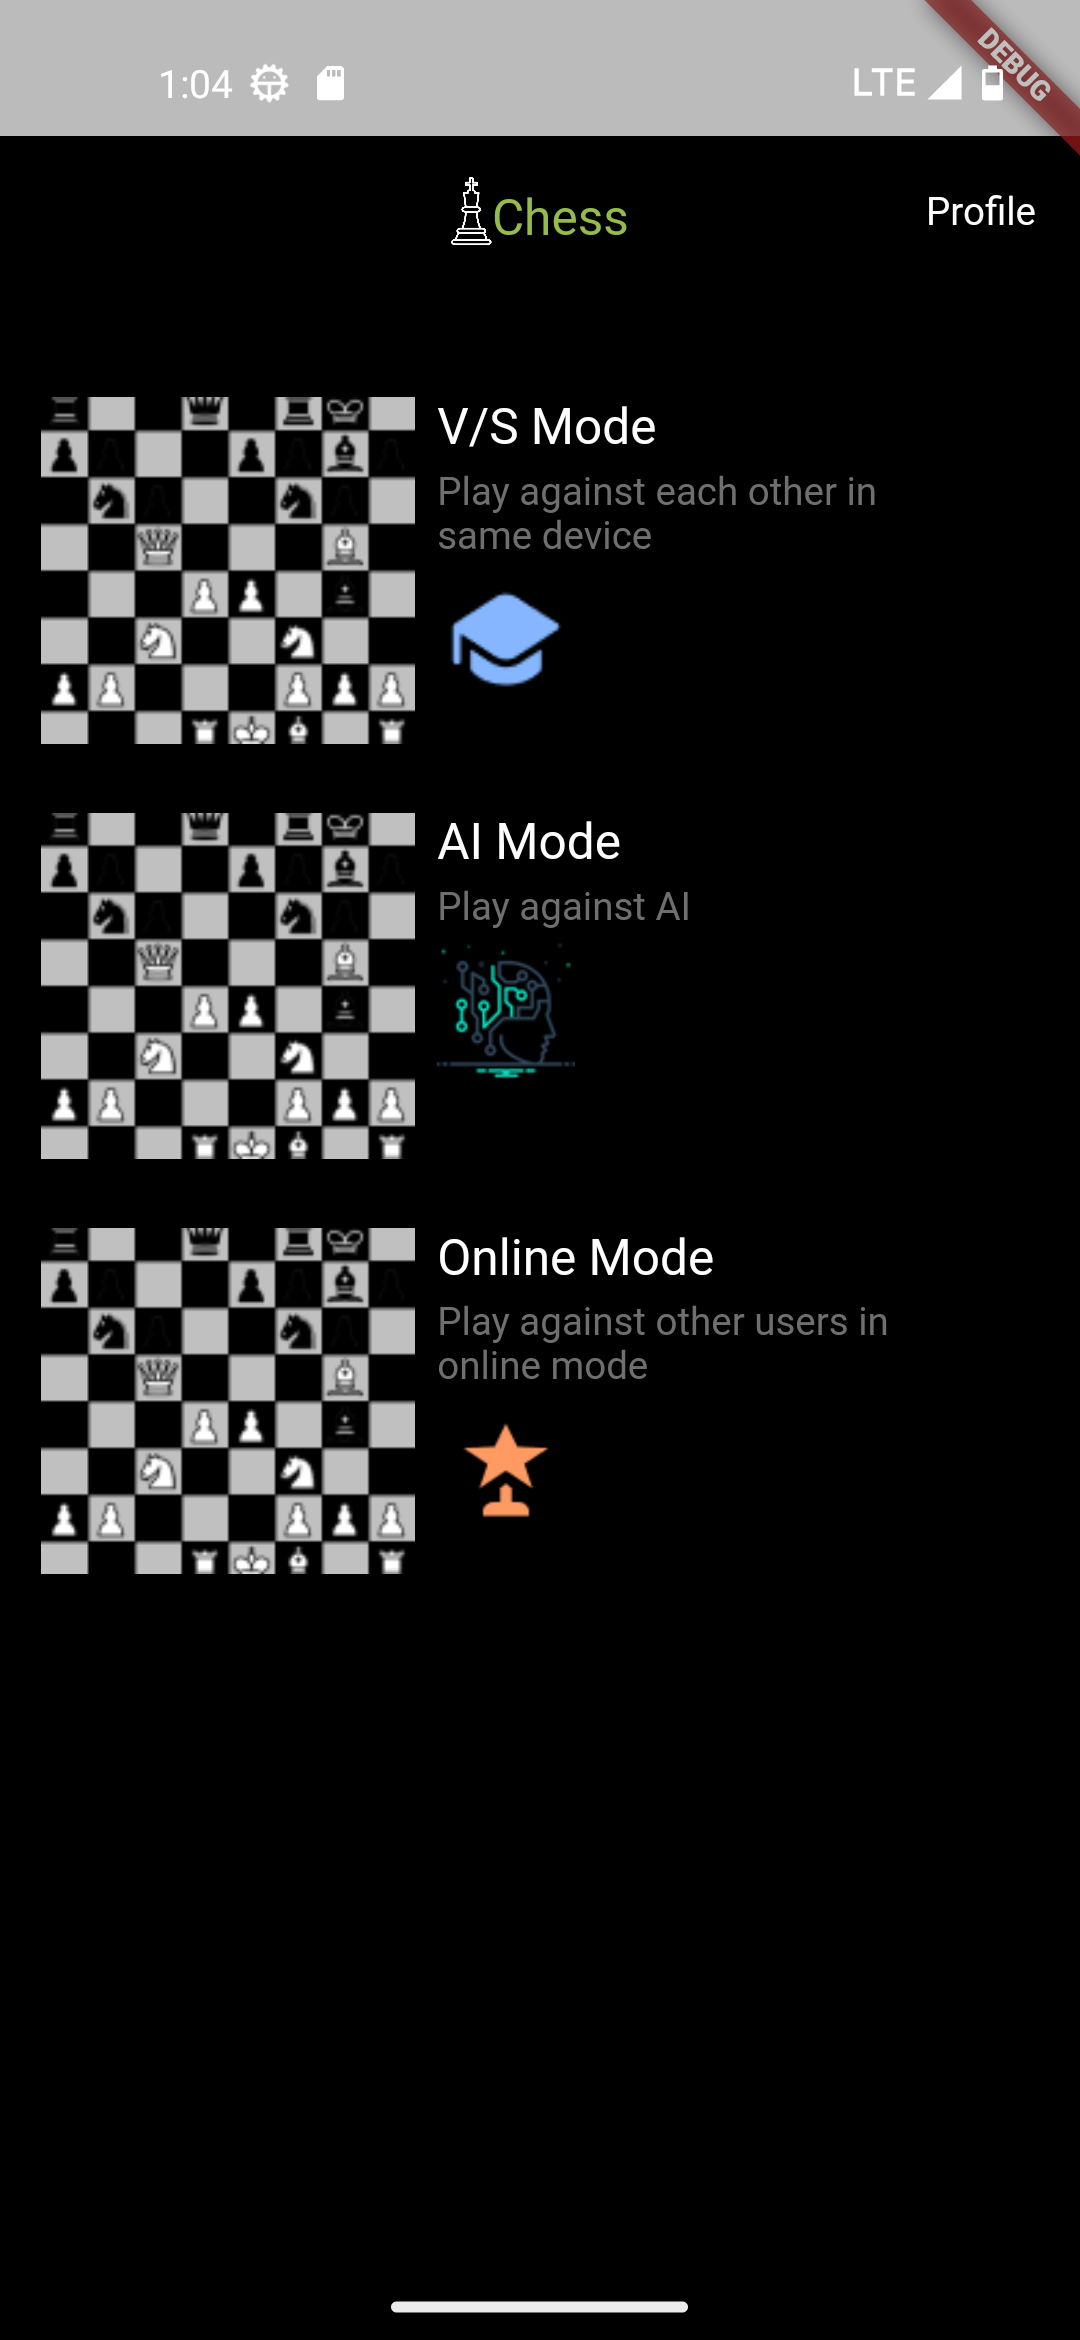 1:04
LTE
DEBUG
Chess
Profile
V/S Mode
Play against each other in
same device
AI Mode
Play against AI
Online Mode
Play against other users in
online mode